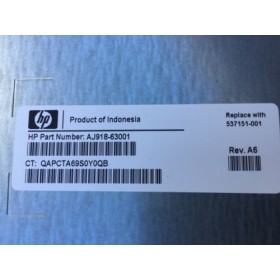 hp
Product of Indonesia
Replace with
537151-001
HP Part Number: AJ918-63001
Rev. A6
CT: QAPCTA69S0Y0QB